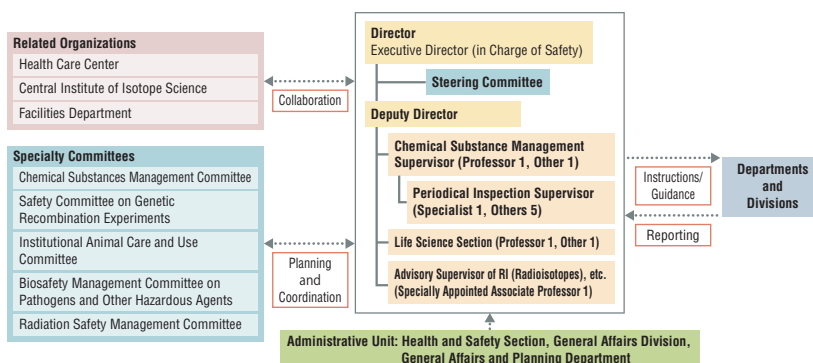 Related Organizations
Health Care Center
Central Institute of Isotope Science
Facilities Department
Specialty Committees
Chemical Substances Management Committee
Safety Committee on Genetic
Recombination Experiments
Institutional Animal Care and Use
Committee
Biosafety Management Committee on
Pathogens and Other Hazardous Agents
Radiation Safety Management Committee
Collaboration
Planning
and
Coordination
Director
Executive Director (in Charge of Safety)
Steering Committee
Deputy Director
Chemical Substance Management
Supervisor (Professor 1, Other 1)
Periodical Inspection Supervisor
(Specialist 1, Others 5)
Life Science Section (Professor 1, Other 1)
Advisory Supervisor of RI (Radioisotopes), etc.
(Specially Appointed Associate Professor 1)
Instructions/
Guidance
Reporting
Departments
and
Divisions
Administrative Unit: Health and Safety Section, General Affairs Division,
General Affairs and Planning Department